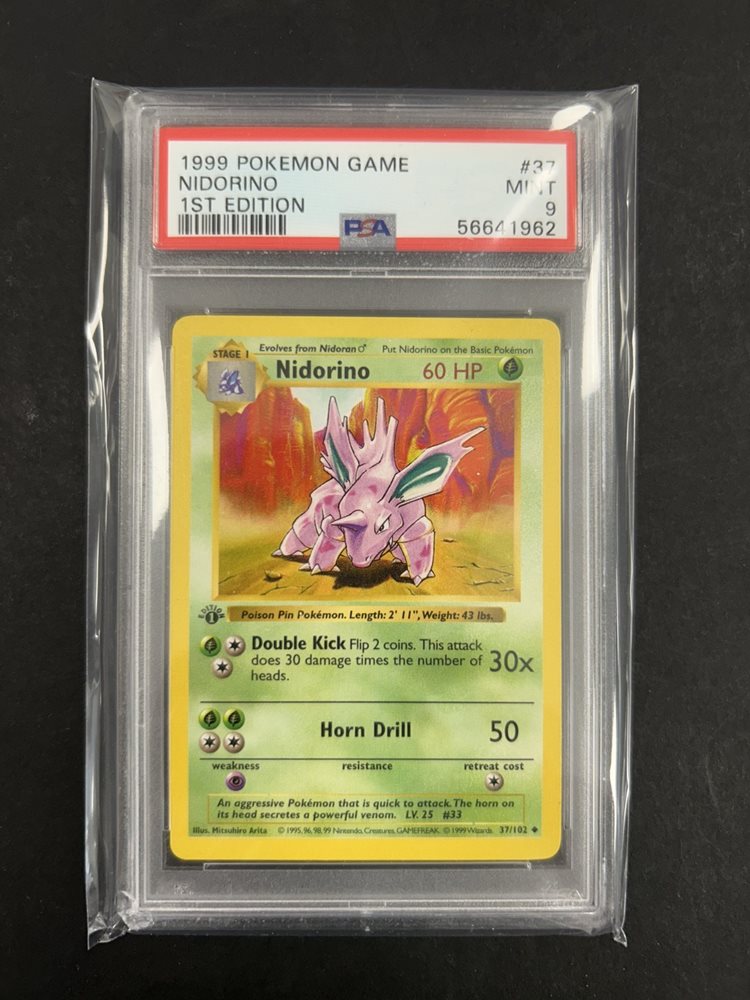 1999 POKEMON GAME #37
NIDORINO MINT
1ST EDITION 9
PSA 56641962
STAGE 1 Evolves from Nidoran♂ Put Nidorino on the Basic Pokémon
Nidorino 60 HP
EDITION 1
Poison Pin Pokémon. Length: 2' 11", Weight: 43 lbs.
Double Kick Flip 2 coins. This attack
does 30 damage times the number of 30x
heads.
Horn Drill 50
weakness resistance retreat cost
An aggressive Pokémon that is quick to attack. The horn on
its head secretes a powerful venom. LV. 25 #33
Illus. Mitsuhiro Arita © 1995, 96, 98, 99 Nintendo, Creatures, GAMEFREAK. © 1999 Wizards. 37/102 ◆